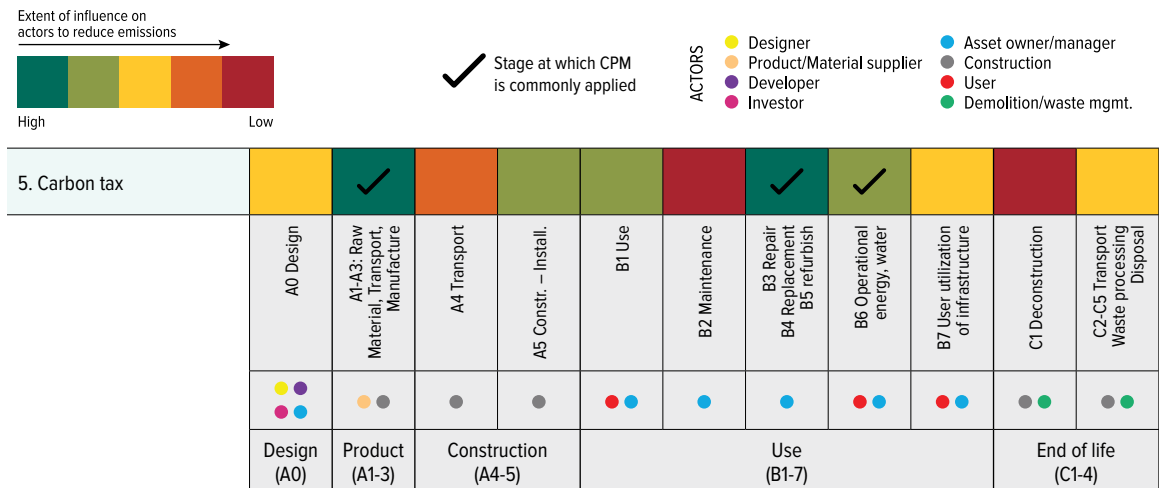 Extent of influence on
actors to reduce emissions
High
Low
Stage at which CPM
is commonly applied
ACTORS
Designer
Product/Material supplier
Developer
Investor
Asset owner/manager
Construction
User
Demolition/waste mgmt.
5. Carbon tax
A0 Design
A1-A3: Raw
Material, Transport,
Manufacture
A4 Transport
A5 Constr. – Install.
B1 Use
B2 Maintenance
B3 Repair
B4 Replacement
B5 refurbish
B6 Operational
energy, water
B7 User utilization
of infrastructure
C1 Deconstruction
C2-C5 Transport
Waste processing
Disposal
Design
(A0)
Product
(A1-3)
Construction
(A4-5)
Use
(B1-7)
End of life
(C1-4)